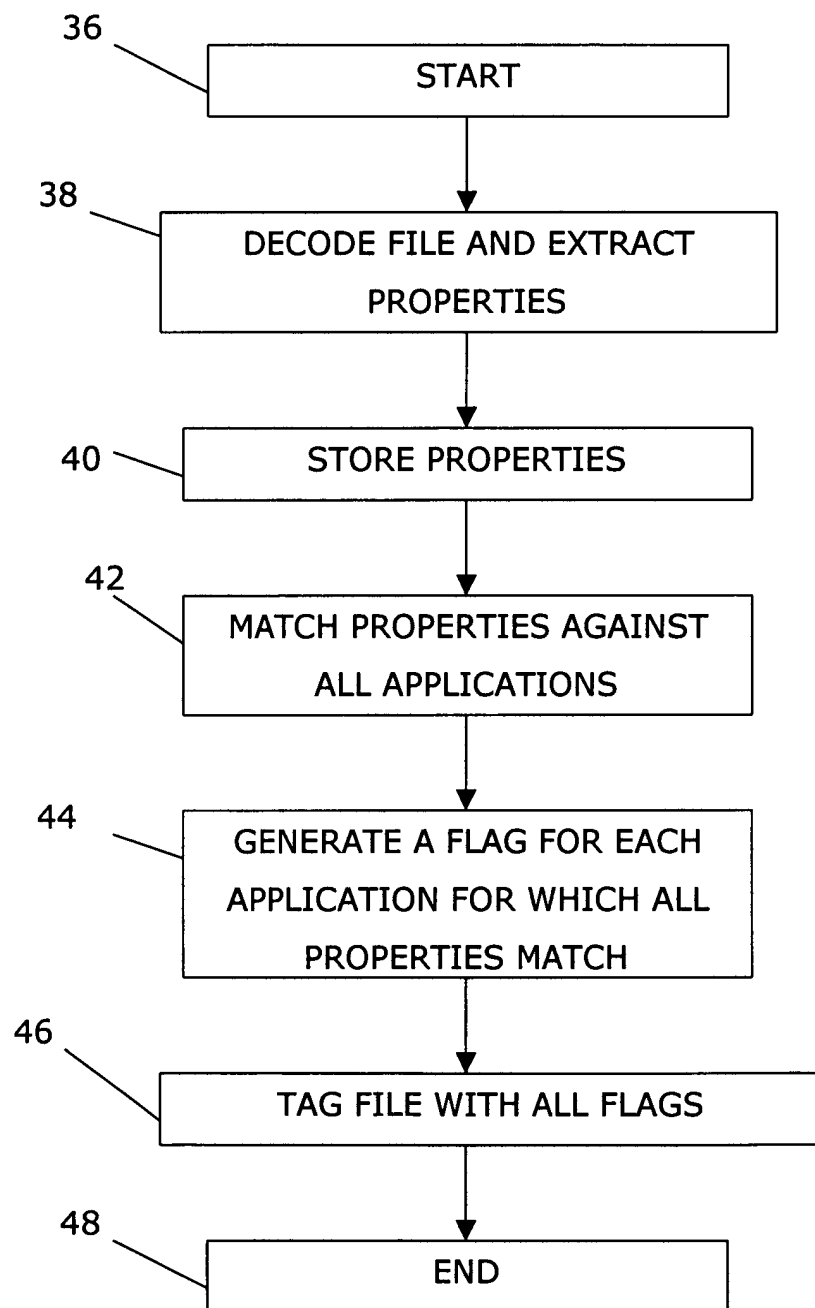 36
START
38
DECODE FILE AND EXTRACT
PROPERTIES
40
STORE PROPERTIES
42
MATCH PROPERTIES AGAINST
ALL APPLICATIONS
44
GENERATE A FLAG FOR EACH
APPLICATION FOR WHICH ALL
PROPERTIES MATCH
46
TAG FILE WITH ALL FLAGS
48
END